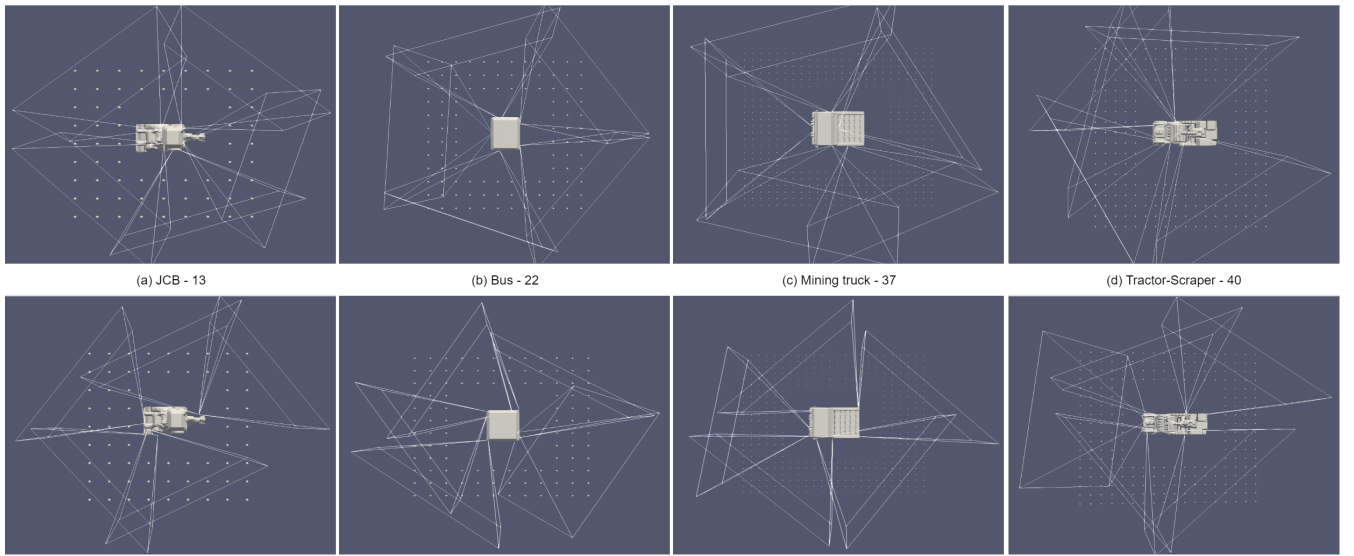 (a) JCB - 13
(b) Bus - 22
(c) Mining truck - 37
(d) Tractor-Scraper - 40